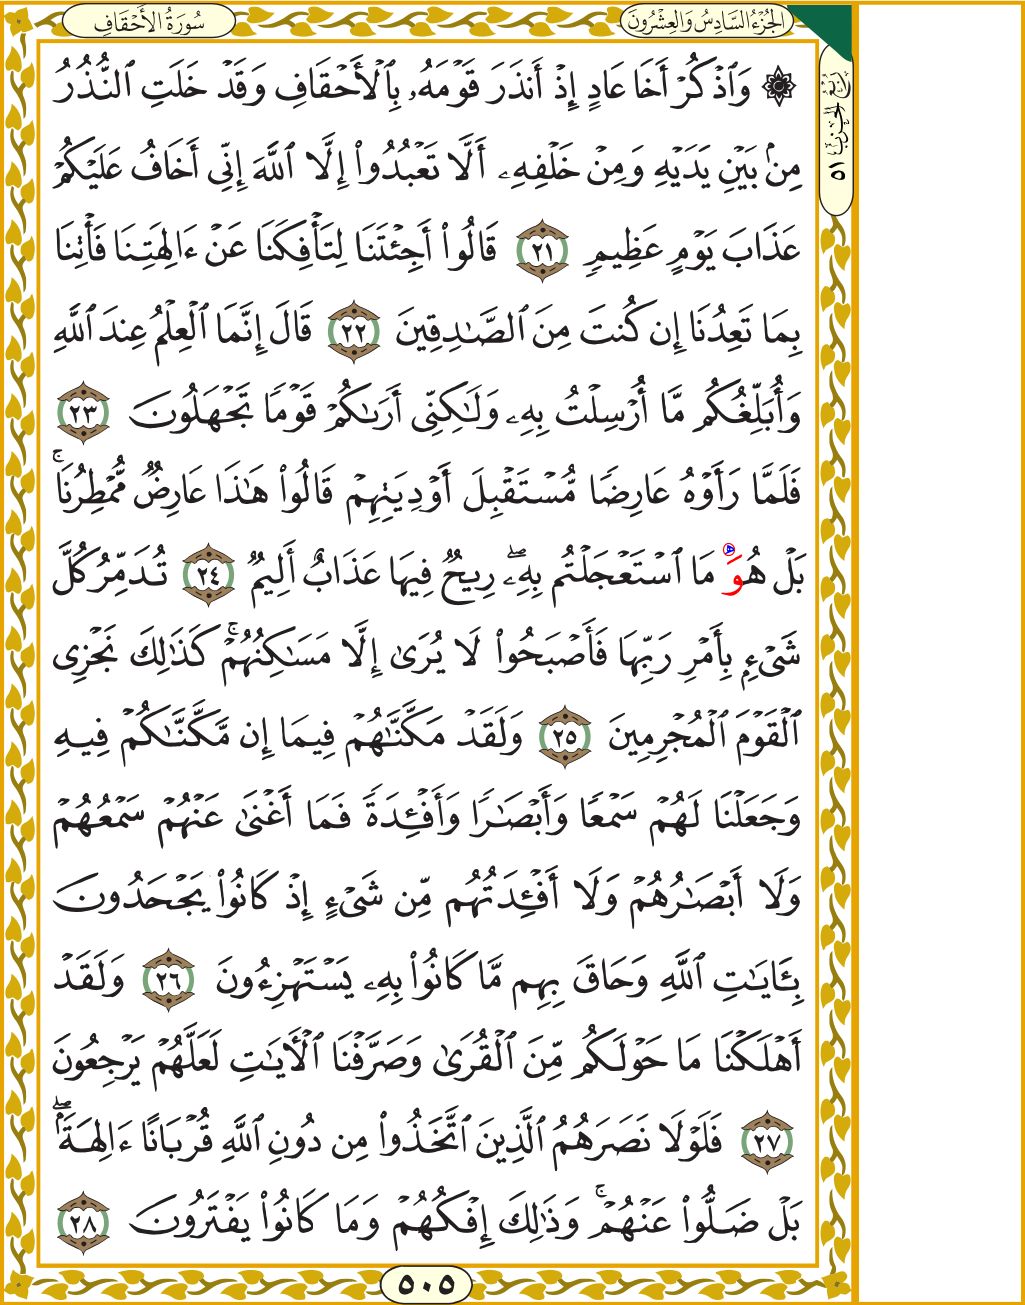 الجُزْءُ السَّادِسُ وَالعِشْرُونَ
سُورَةُ الأَحْقَافِ
۞ وَٱذۡكُرۡ أَخَا عَادٍ إِذۡ أَنذَرَ قَوۡمَهُۥ بِٱلۡأَحۡقَافِ وَقَدۡ خَلَتِ ٱلنُّذُرُ
مِنۢ بَيۡنِ يَدَيۡهِ وَمِنۡ خَلۡفِهِۦٓ أَلَّا تَعۡبُدُوٓاْ إِلَّا ٱللَّهَ إِنِّيٓ أَخَافُ عَلَيۡكُمۡ
عَذَابَ يَوۡمٍ عَظِيمٖ ٢١ قَالُوٓاْ أَجِئۡتَنَا لِتَأۡفِكَنَا عَنۡ ءَالِهَتِنَا فَأۡتِنَا
بِمَا تَعِدُنَآ إِن كُنتَ مِنَ ٱلصَّٰدِقِينَ ٢٢ قَالَ إِنَّمَا ٱلۡعِلۡمُ عِندَ ٱللَّهِ
وَأُبَلِّغُكُم مَّآ أُرۡسِلۡتُ بِهِۦ وَلَٰكِنِّيٓ أَرَىٰكُمۡ قَوۡمٗا تَجۡهَلُونَ ٢٣
فَلَمَّا رَأَوۡهُ عَارِضٗا مُّسۡتَقۡبِلَ أَوۡدِيَتِهِمۡ قَالُواْ هَٰذَا عَارِضٞ مُّمۡطِرُنَاۚ
بَلۡ هُوَ مَا ٱسۡتَعۡجَلۡتُم بِهِۦۖ رِيحٞ فِيهَا عَذَابٌ أَلِيمٞ ٢٤ تُدَمِّرُ كُلَّ
شَيۡءِۭ بِأَمۡرِ رَبِّهَا فَأَصۡبَحُواْ لَا يُرَىٰٓ إِلَّا مَسَٰكِنُهُمۡۚ كَذَٰلِكَ نَجۡزِي
ٱلۡقَوۡمَ ٱلۡمُجۡرِمِينَ ٢٥ وَلَقَدۡ مَكَّنَّٰهُمۡ فِيمَآ إِن مَّكَّنَّٰكُمۡ فِيهِ
وَجَعَلۡنَا لَهُمۡ سَمۡعٗا وَأَبۡصَٰرٗا وَأَفۡـِٔدَةٗ فَمَآ أَغۡنَىٰ عَنۡهُمۡ سَمۡعُهُمۡ
وَلَآ أَبۡصَٰرُهُمۡ وَلَآ أَفۡـِٔدَتُهُم مِّن شَيۡءٍ إِذۡ كَانُواْ يَجۡحَدُونَ
بِـَٔايَٰتِ ٱللَّهِ وَحَاقَ بِهِم مَّا كَانُواْ بِهِۦ يَسۡتَهۡزِءُونَ ٢٦ وَلَقَدۡ
أَهۡلَكۡنَا مَا حَوۡلَكُم مِّنَ ٱلۡقُرَىٰ وَصَرَّفۡنَا ٱلۡأٓيَٰتِ لَعَلَّهُمۡ يَرۡجِعُونَ
٢٧ فَلَوۡلَا نَصَرَهُمُ ٱلَّذِينَ ٱتَّخَذُواْ مِن دُونِ ٱللَّهِ قُرۡبَانًا ءَالِهَةَۢۖ
بَلۡ ضَلُّواْ عَنۡهُمۡۚ وَذَٰلِكَ إِفۡكُهُمۡ وَمَا كَانُواْ يَفۡتَرُونَ ٢٨
٥٠٥
الحزب ٥١